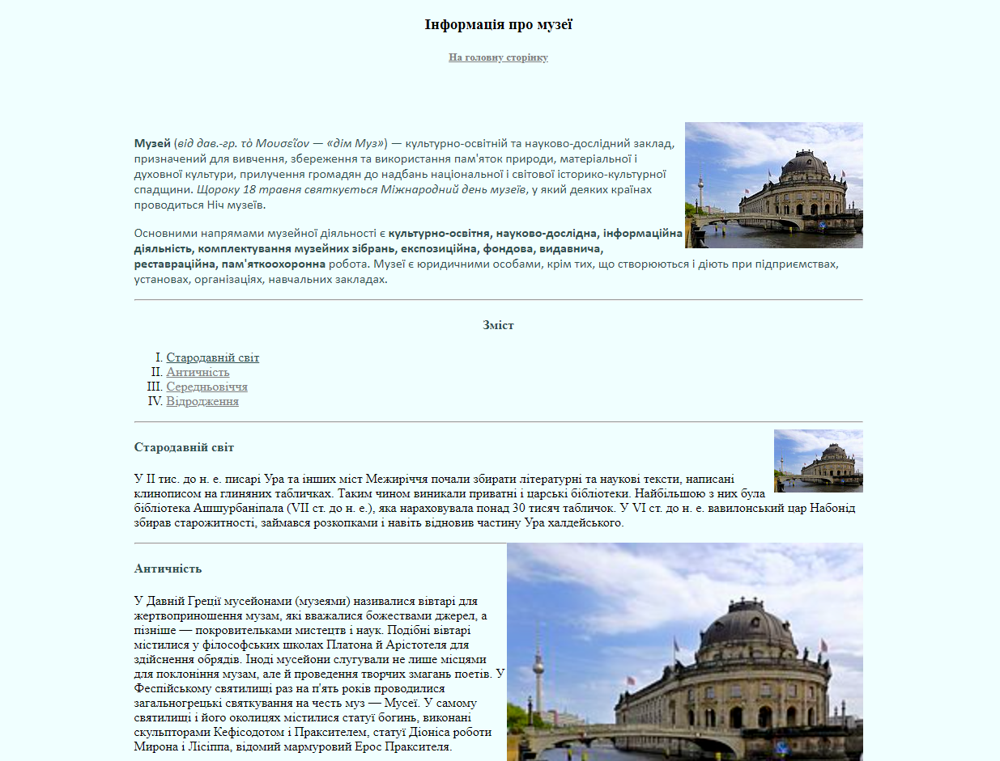 Інформація про музеї
На головну сторінку
Музей (від дав.-гр. τὸ Μουσεῖον — «дім Муз») — культурно-освітній та науково-дослідний заклад,
призначений для вивчення, збереження та використання пам'яток природи, матеріальної і
духовної культури, прилучення громадян до надбань національної і світової історико-культурної
спадщини. Щороку 18 травня святкується Міжнародний день музеїв, у який деяких країнах
проводиться Ніч музеїв.
Основними напрямами музейної діяльності є культурно-освітня, науково-дослідна, інформаційна
діяльність, комплектування музейних зібрань, експозиційна, фондова, видавнича,
реставраційна, пам'яткоохоронна робота. Музеї є юридичними особами, крім тих, що створюються і діють при підприємствах,
установах, організаціях, навчальних закладах.
Зміст
I. Стародавній світ
II. Античність
III. Середньовіччя
IV. Відродження
Стародавній світ
У II тис. до н. е. писарі Ура та інших міст Межиріччя почали збирати літературні та наукові тексти, написані
клинописом на глиняних табличках. Таким чином виникали приватні і царські бібліотеки. Найбільшою з них була
бібліотека Ашшурбаніпала (VII ст. до н. е.), яка нараховувала понад 30 тисяч табличок. У VI ст. до н. е. вавилонський цар Набонід
збирав старожитності, займався розкопками і навіть відновив частину Ура халдейського.
Античність
У Давній Греції мусейонами (музеями) називалися вівтарі для
жертвоприношення музам, які вважалися божествами джерел, а
пізніше — покровительками мистецтв і наук. Подібні вівтарі
містилися у філософських школах Платона й Арістотеля для
здійснення обрядів. Іноді мусейони слугували не лише місцями
для поклоніння музам, але й проведення творчих змагань поетів. У
Феспійському святилищі раз на п'ять років проводилися
загальногрецькі святкування на честь муз — Мусеї. У самому
святилищі і його околицях містилися статуї богинь, виконані
скульпторами Кефісодотом і Праксителем, статуї Діоніса роботи
Мирона і Лісіппа, відомий мармуровий Ерос Праксителя.